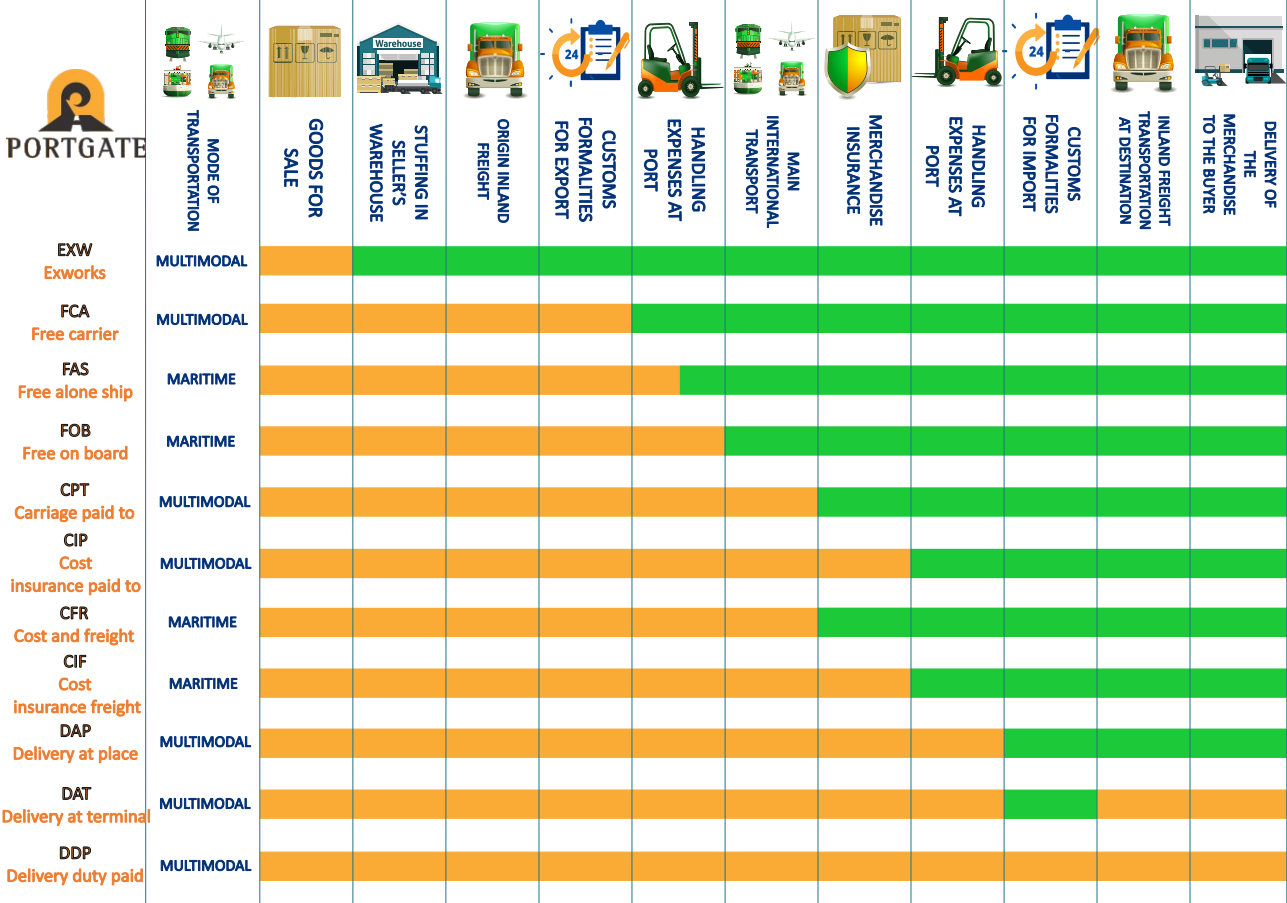 PORTGATE
MODE OF
TRANSPORTATION
GOODS FOR
SALE
Warehouse
STUFFING IN
SELLER'S
WAREHOUSE
ORIGIN INLAND
FREIGHT
24
CUSTOMS
FORMALITIES
FOR EXPORT
HANDLING
EXPENSES AT
PORT
MAIN
INTERNATIONAL
TRANSPORT
MERCHANDISE
INSURANCE
HANDLING
EXPENSES AT
PORT
24
CUSTOMS
FORMALITIES
FOR IMPORT
INLAND FREIGHT
TRANSPORTATION
AT DESTINATION
DELIVERY OF
THE
MERCHANDISE
TO THE BUYER
EXW
Exworks
MULTIMODAL
FCA
Free carrier
MULTIMODAL
FAS
Free alone ship
MARITIME
FOB
Free on board
MARITIME
CPT
Carriage paid to
MULTIMODAL
CIP
Cost
insurance paid to
MULTIMODAL
CFR
Cost and freight
MARITIME
CIF
Cost
insurance freight
MARITIME
DAP
Delivery at place
MULTIMODAL
DAT
Delivery at terminal
MULTIMODAL
DDP
Delivery duty paid
MULTIMODAL